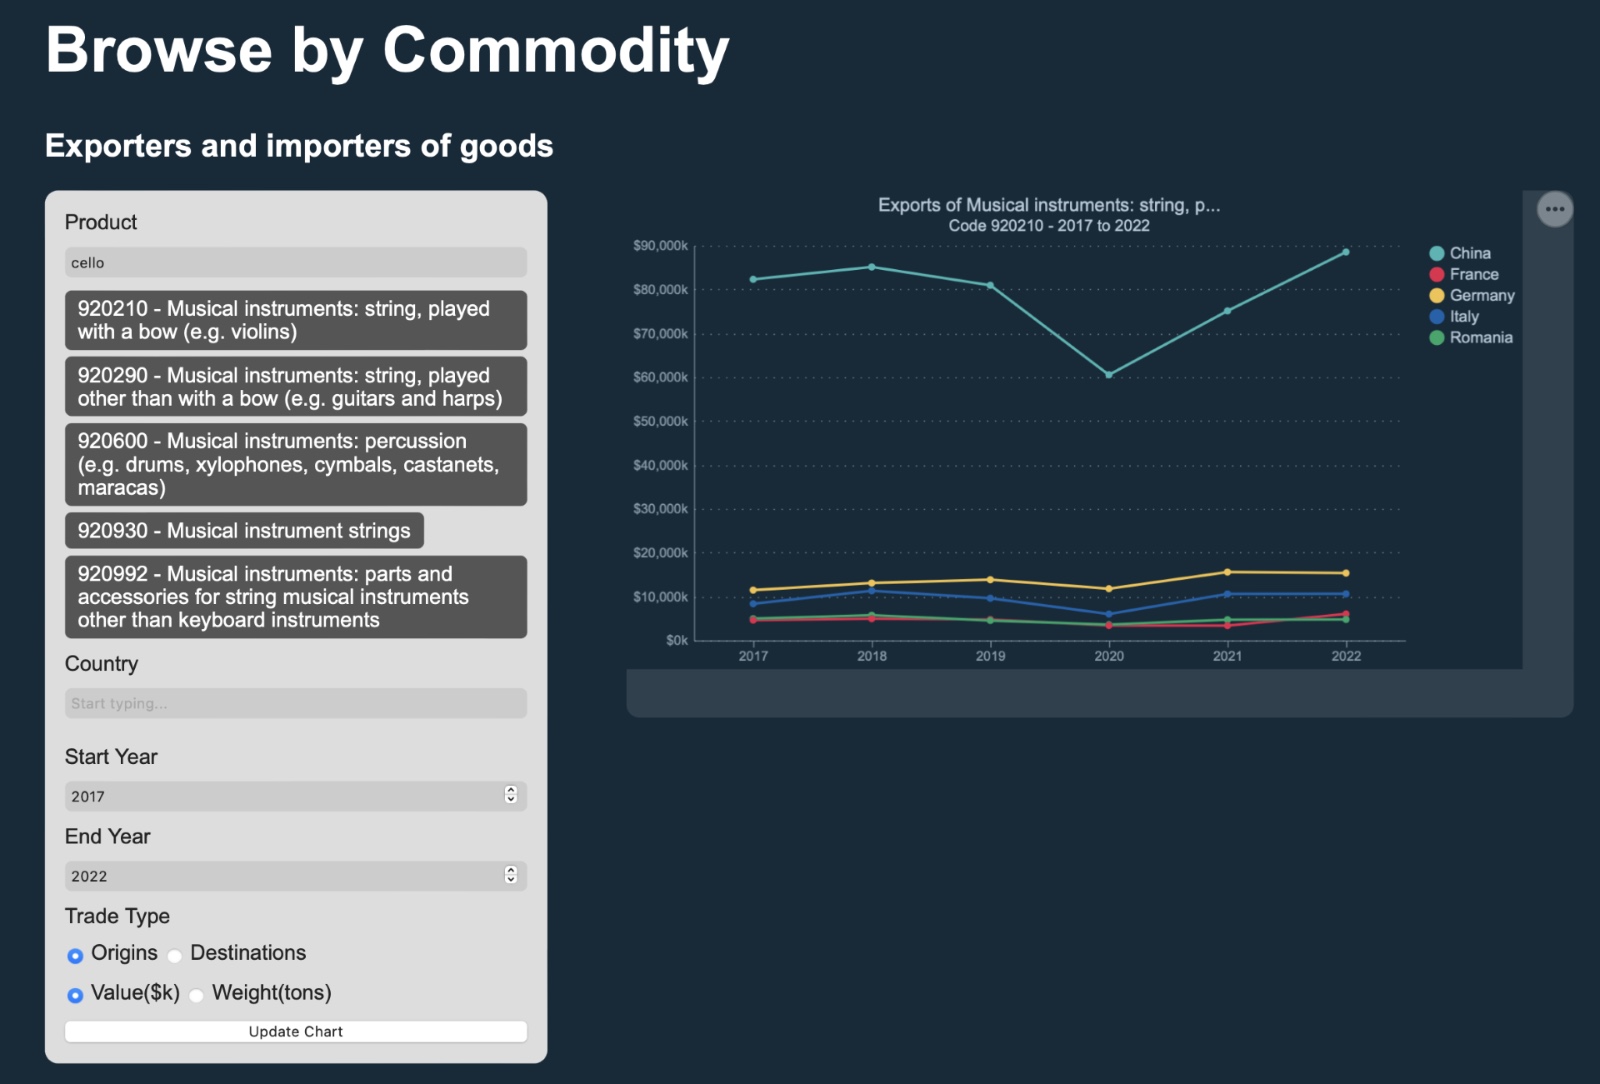 Browse by Commodity
Exporters and importers of goods
Product
cello
920210 - Musical instruments: string, played
with a bow (e.g. violins)
920290 - Musical instruments: string, played
other than with a bow (e.g. guitars and harps)
920600 - Musical instruments: percussion
(e.g. drums, xylophones, cymbals, castanets,
maracas)
920930 - Musical instrument strings
920992 - Musical instruments: parts and
accessories for string musical instruments
other than keyboard instruments
Country
Start typing...
Start Year
2017
End Year
2022
Trade Type
Origins Destinations
Value($k) Weight(tons)
Update Chart
Exports of Musical instruments: string, p...
Code 920210 - 2017 to 2022
$90,000k
$80,000k
$70,000k
$60,000k
$50,000k
$40,000k
$30,000k
$20,000k
$10,000k
$0k
2017 2018 2019 2020 2021 2022
China
France
Germany
Italy
Romania